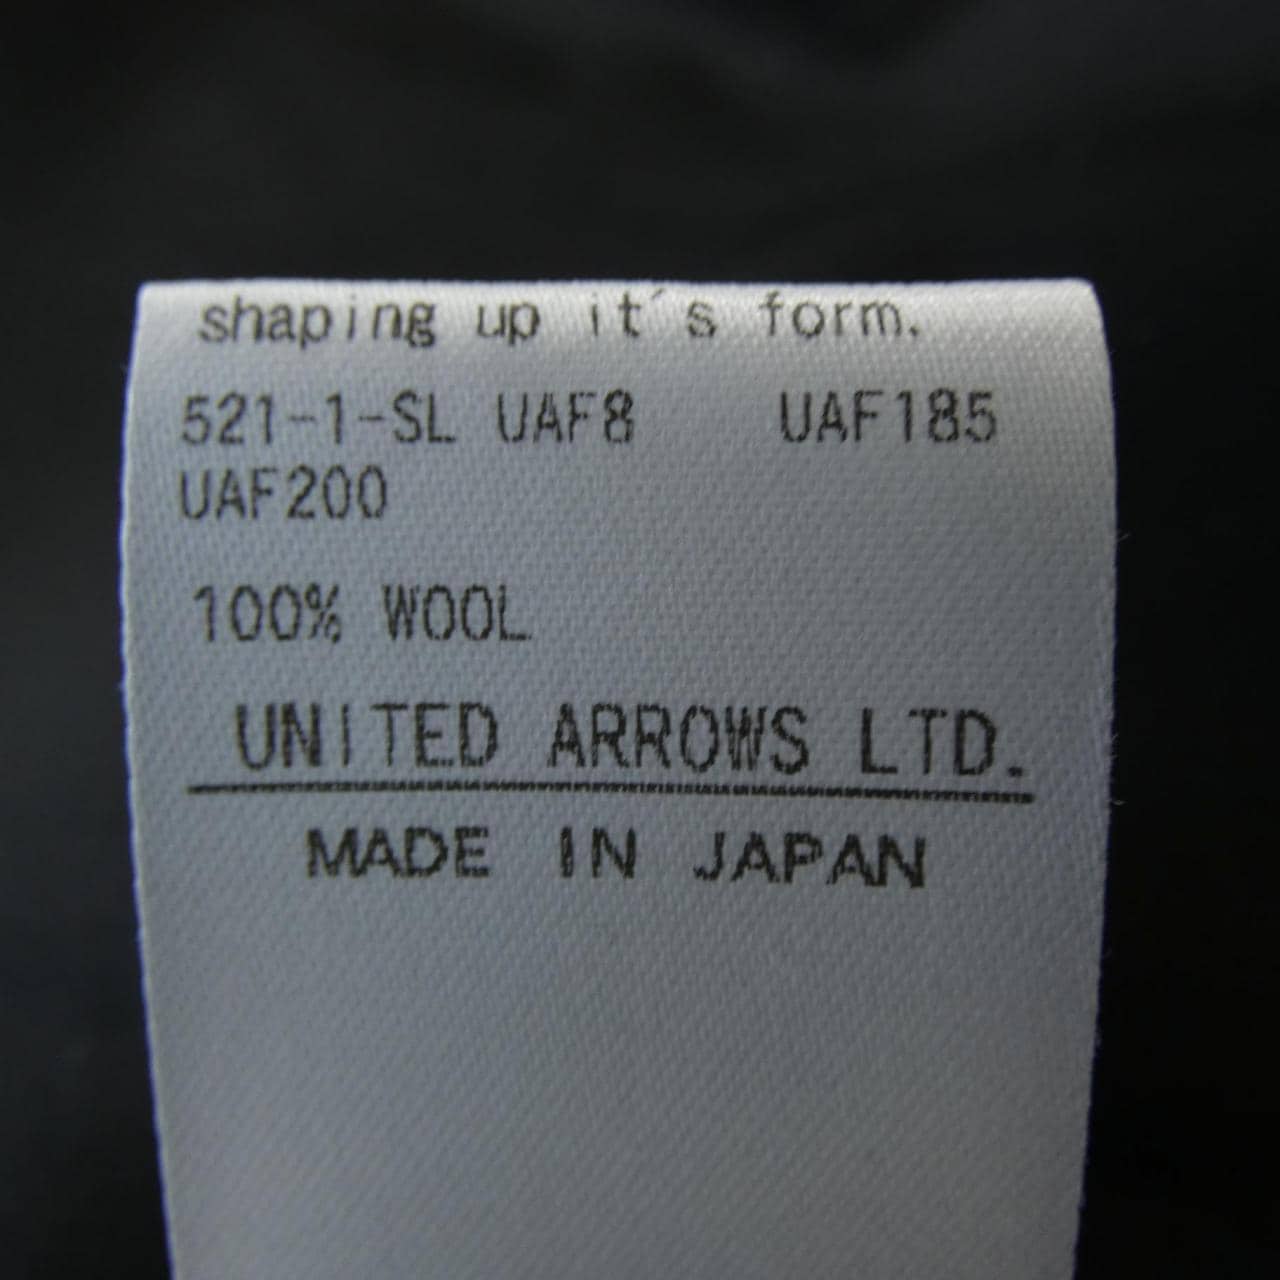 shaping up it's form.
521-1-SL UAF8 UAF185
UAF200
100% WOOL
UNITED ARROWS LTD.
MADE IN JAPAN